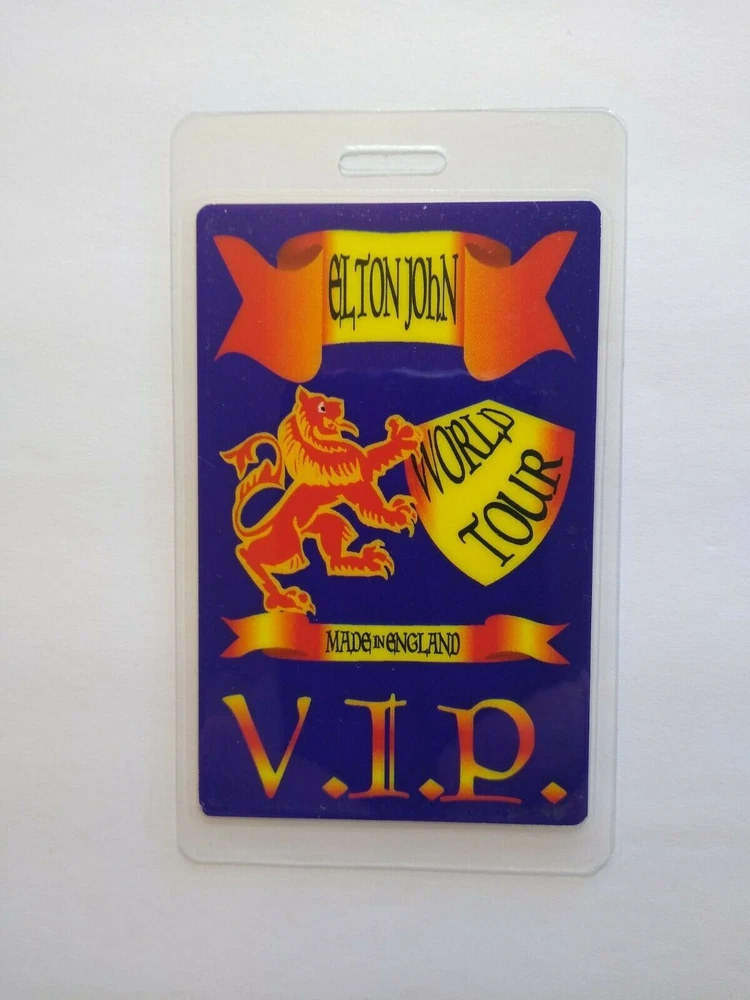 ELTON JOhN
WORLD
TOUR
MADE IN ENGLAND
V.I.P.